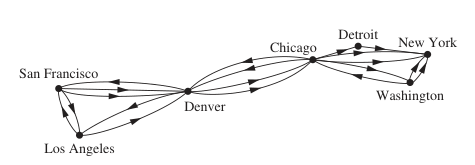 Detroit
Chicago
New York
San Francisco
Denver
Washington
Los Angeles